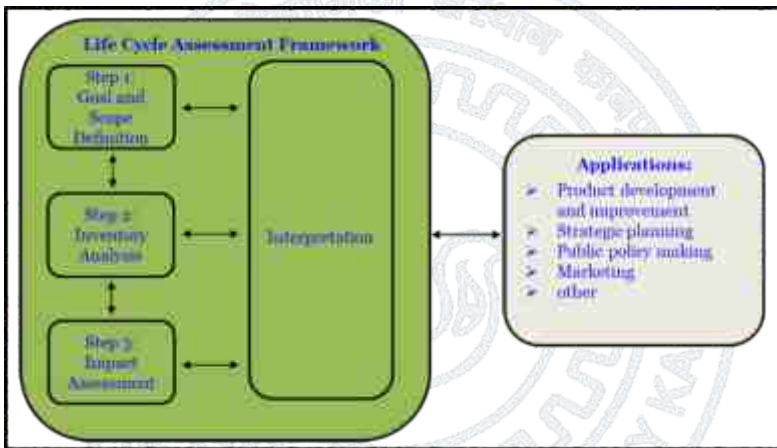 Life Cycle Assessment Framework
Step 1
Goal and
Scope
Definition
Step 2
Inventory
Analysis
Step 3
Impact
Assessment
Interpretation
Applications:
➢ Product development
and improvement
➢ Strategic planning
➢ Public policy making
➢ Marketing
➢ other